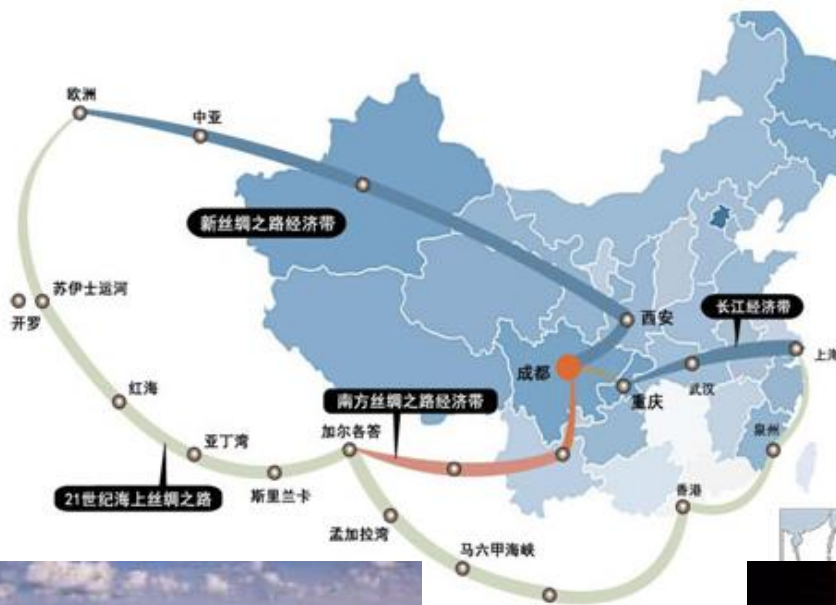 欧洲
中亚
新丝绸之路经济带
苏伊士运河
开罗
西安
长江经济带
上海
成都
武汉
重庆
红海
南方丝绸之路经济带
加尔各答
亚丁湾
泉州
21世纪海上丝绸之路
斯里兰卡
香港
孟加拉湾
马六甲海峡